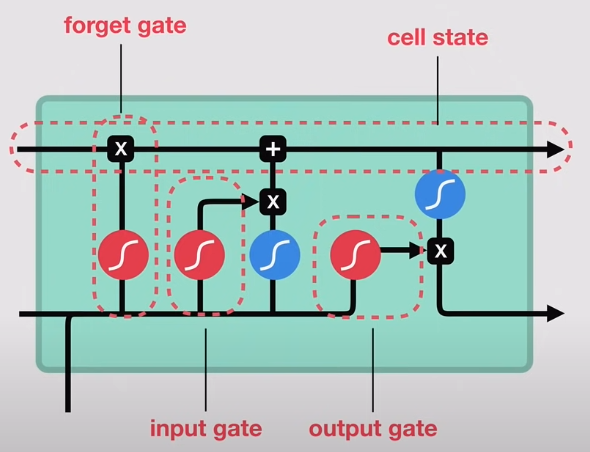 forget gate
cell state
X
+
X
X
input gate
output gate